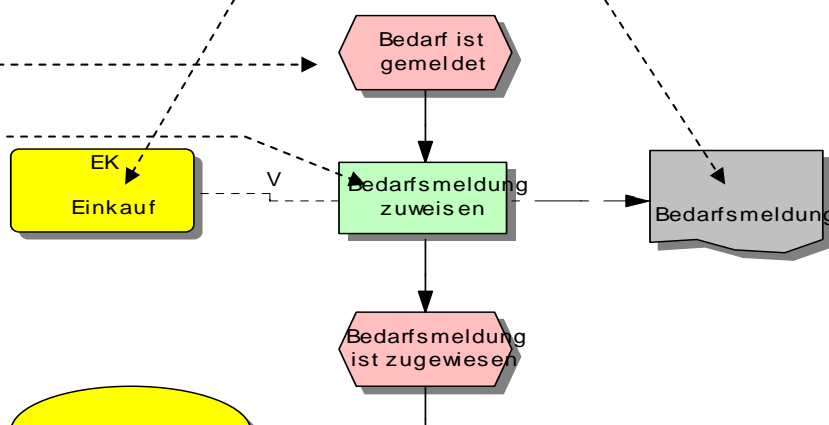 Bedarf ist
gemeldet
EK
Einkauf
V
Bedarfsmeldung
zuweisen
Bedarfsmeldung
Bedarfsmeldung
ist zugewiesen